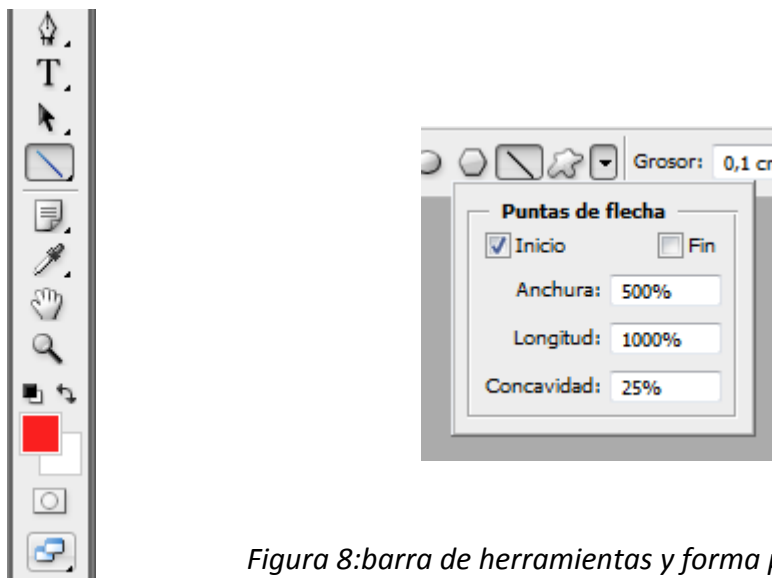 T
Grosor: 0,1 cm
Puntas de flecha
Inicio Fin
Anchura: 500%
Longitud: 1000%
Concavidad: 25%
Figura 8:barra de herramientas y forma